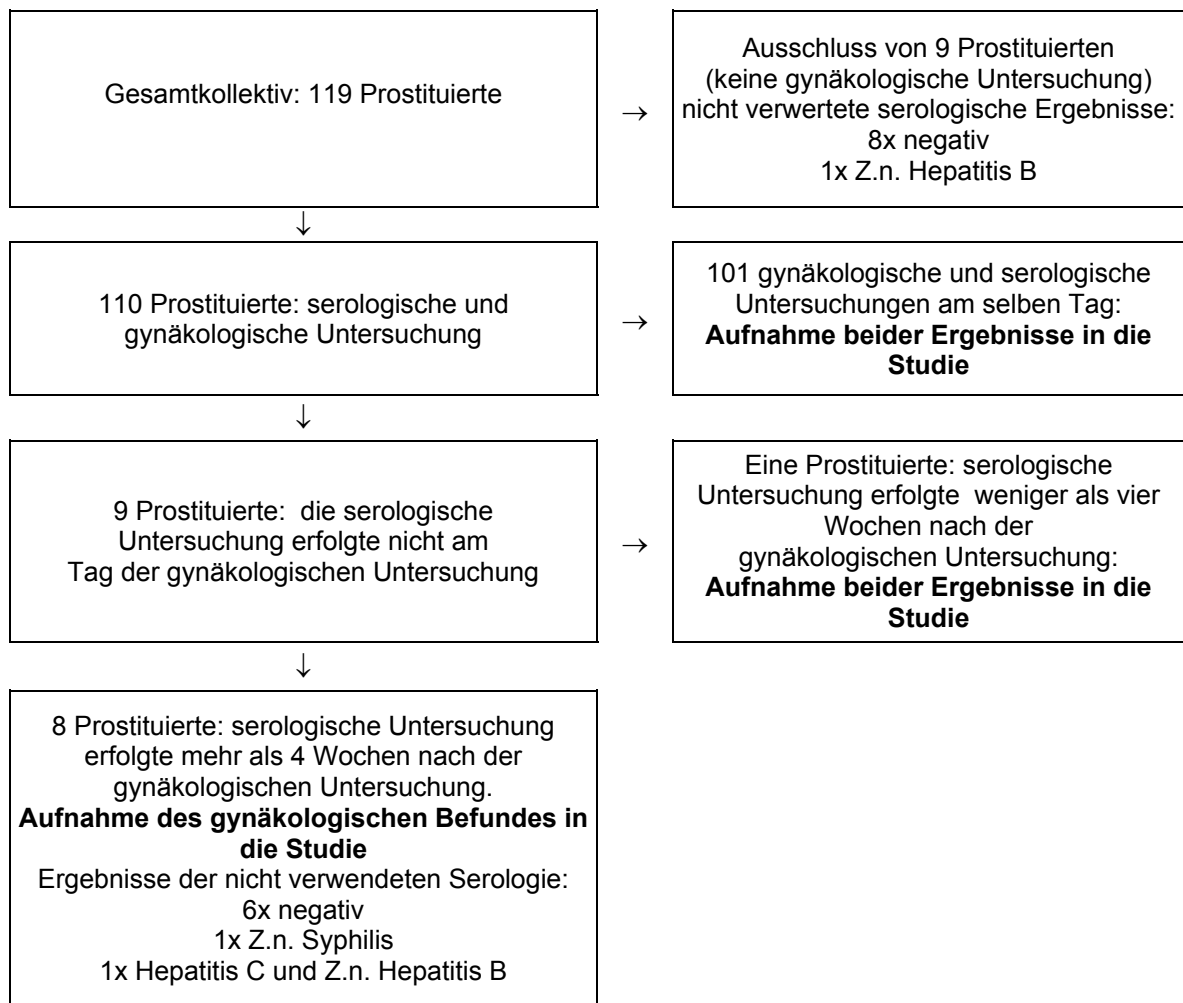 Gesamtkollektiv: 119 Prostituierte
→
Ausschluss von 9 Prostituierten
(keine gynäkologische Untersuchung)
nicht verwertete serologische Ergebnisse:
8x negativ
1x Z.n. Hepatitis B
↓
110 Prostituierte: serologische und
gynäkologische Untersuchung
→
101 gynäkologische und serologische
Untersuchungen am selben Tag:
Aufnahme beider Ergebnisse in die
Studie
↓
9 Prostituierte: die serologische
Untersuchung erfolgte nicht am
Tag der gynäkologischen Untersuchung
→
Eine Prostituierte: serologische
Untersuchung erfolgte weniger als vier
Wochen nach der
gynäkologischen Untersuchung:
Aufnahme beider Ergebnisse in die
Studie
↓
8 Prostituierte: serologische Untersuchung
erfolgte mehr als 4 Wochen nach der
gynäkologischen Untersuchung.
Aufnahme des gynäkologischen Befundes in
die Studie
Ergebnisse der nicht verwendeten Serologie:
6x negativ
1x Z.n. Syphilis
1x Hepatitis C und Z.n. Hepatitis B